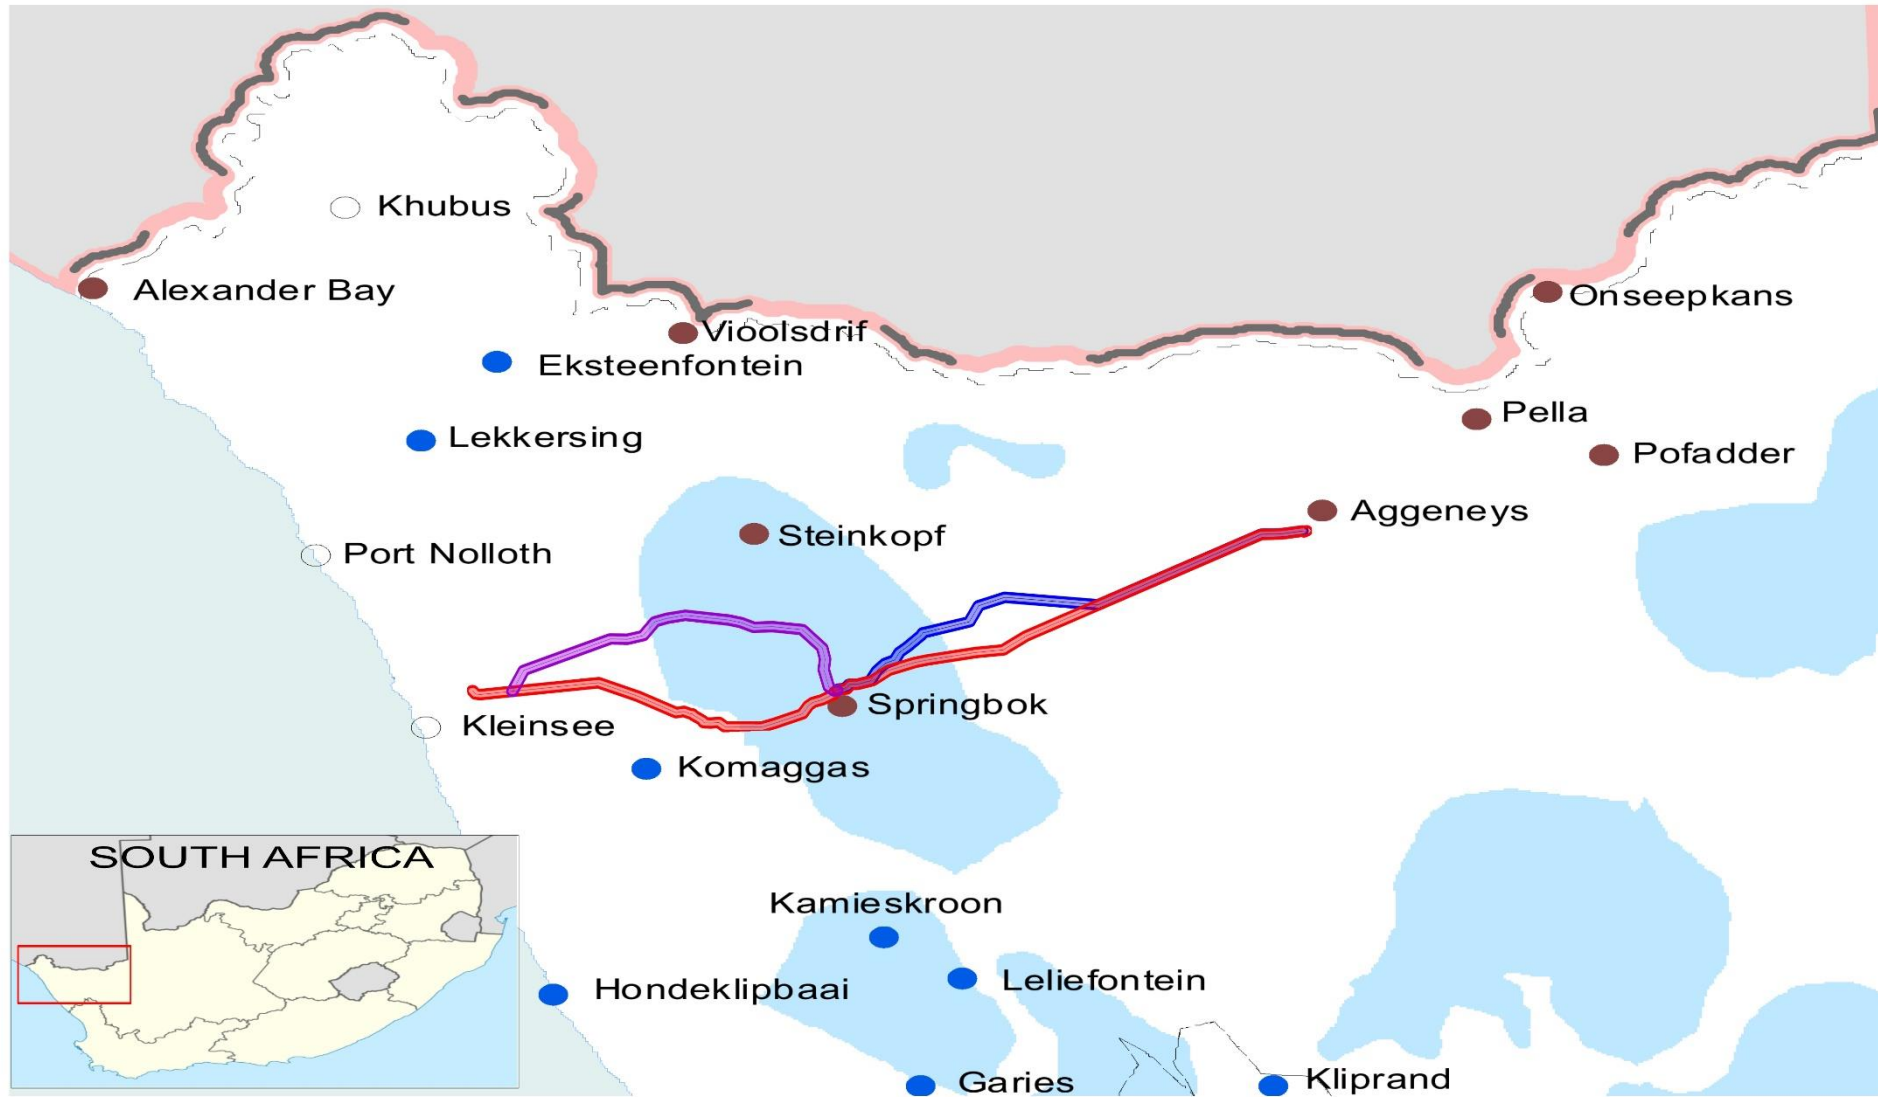 Khubus
Alexander Bay
Onseepkans
Vioolsdrif
Eksteenfontein
Pella
Lekkersing
Pofadder
Aggeneys
Steinkopf
Port Nolloth
Springbok
Kleinsee
Komaggas
SOUTH AFRICA
Kamieskroon
Leliefontein
Hondeklipbaai
Garies
Kliprand